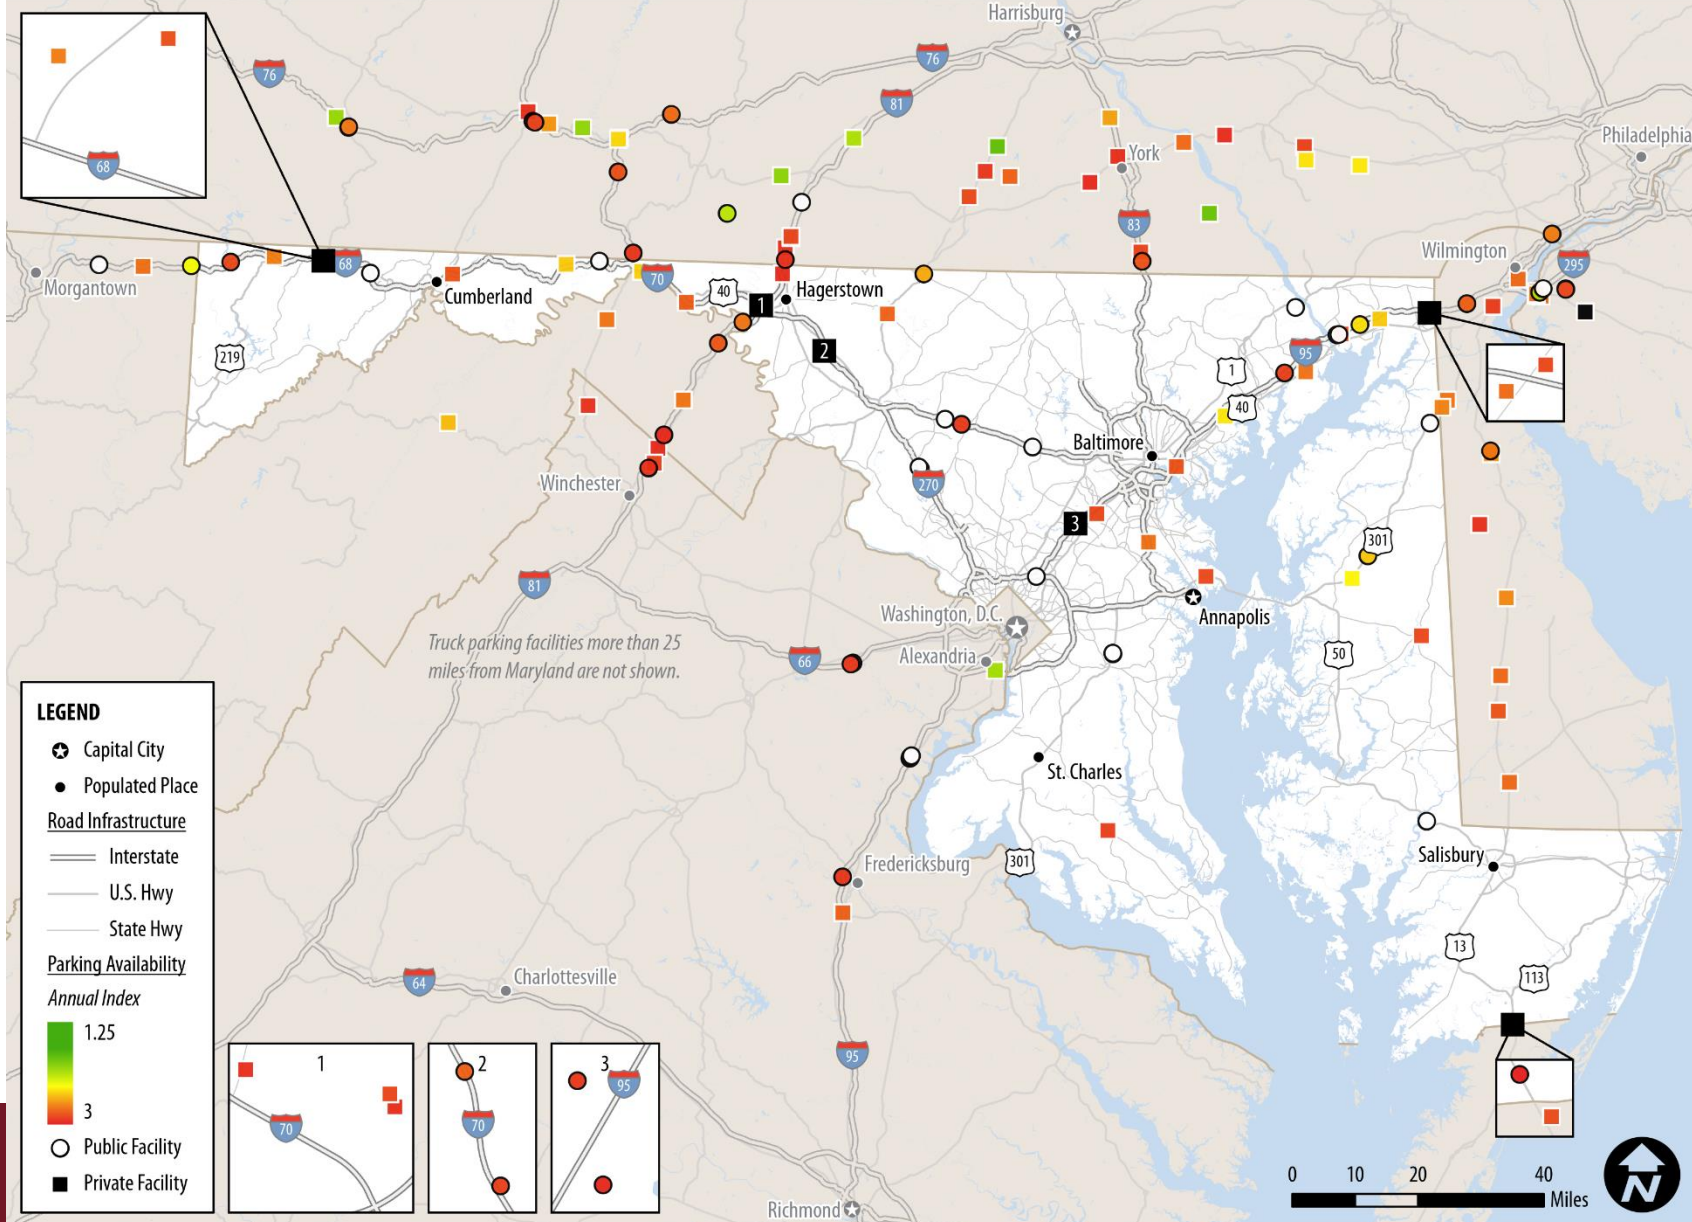 Harrisburg
76
76
81
Philadelphia
York
68
83
Wilmington
295
Morgantown
68
Cumberland
70
40
1
Hagerstown
2
219
95
1
40
Baltimore
Winchester
270
3
301
81
Washington, D.C.
Annapolis
Truck parking facilities more than 25
miles from Maryland are not shown.
66
Alexandria
50
LEGEND
Capital City
Populated Place
Road Infrastructure
Interstate
U.S. Hwy
State Hwy
Parking Availability
Annual Index
1.25
3
Public Facility
Private Facility
St. Charles
301
Fredericksburg
Salisbury
13
113
64
Charlottesville
95
1
70
2
70
3
95
Richmond
0 10 20 40
Miles
N